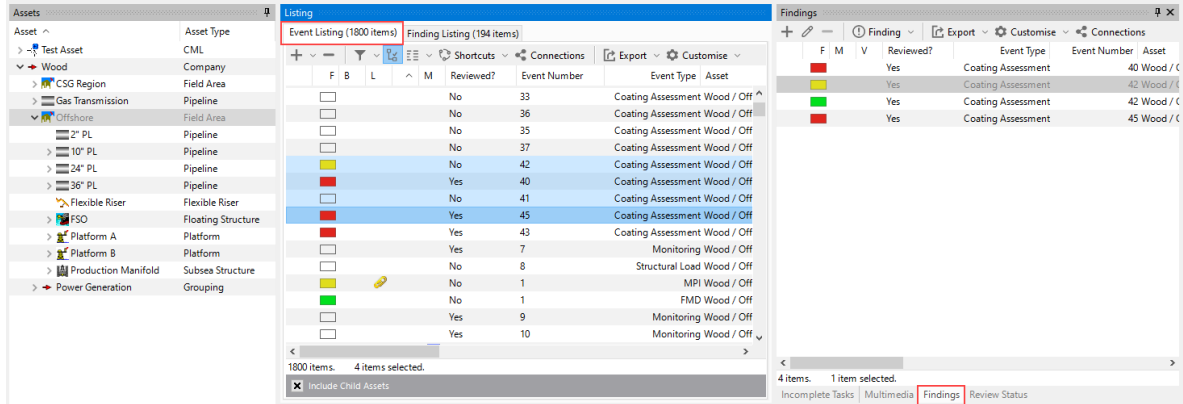 Assets
Asset Asset Type
Test Asset CML
Wood Company
CSG Region Field Area
Gas Transmission Pipeline
Offshore Field Area
2" PL Pipeline
10" PL Pipeline
24" PL Pipeline
36" PL Pipeline
Flexible Riser Flexible Riser
FSO Floating Structure
Platform A Platform
Platform B Platform
Production Manifold Subsea Structure
Power Generation Grouping
Listing
Event Listing (1800 items) Finding Listing (194 items)
Shortcuts Connections Export Customise
F B L M Reviewed? Event Number Event Type Asset
No 33 Coating Assessment Wood / Off
No 36 Coating Assessment Wood / Off
No 35 Coating Assessment Wood / Off
No 37 Coating Assessment Wood / Off
No 42 Coating Assessment Wood / Off
Yes 40 Coating Assessment Wood / Off
No 41 Coating Assessment Wood / Off
Yes 45 Coating Assessment Wood / Off
Yes 43 Coating Assessment Wood / Off
Yes 7 Monitoring Wood / Off
No 8 Structural Load Wood / Off
No 1 MPI Wood / Off
No 1 FMD Wood / Off
Yes 9 Monitoring Wood / Off
Yes 10 Monitoring Wood / Off
1800 items. 4 items selected.
Include Child Assets
Findings
Finding Export Customise Connections
F M V Reviewed? Event Type Event Number Asset
Yes Coating Assessment 40 Wood / O
Yes Coating Assessment 42 Wood / O
Yes Coating Assessment 42 Wood / O
Yes Coating Assessment 45 Wood / O
4 items. 1 item selected.
Incomplete Tasks Multimedia Findings Review Status